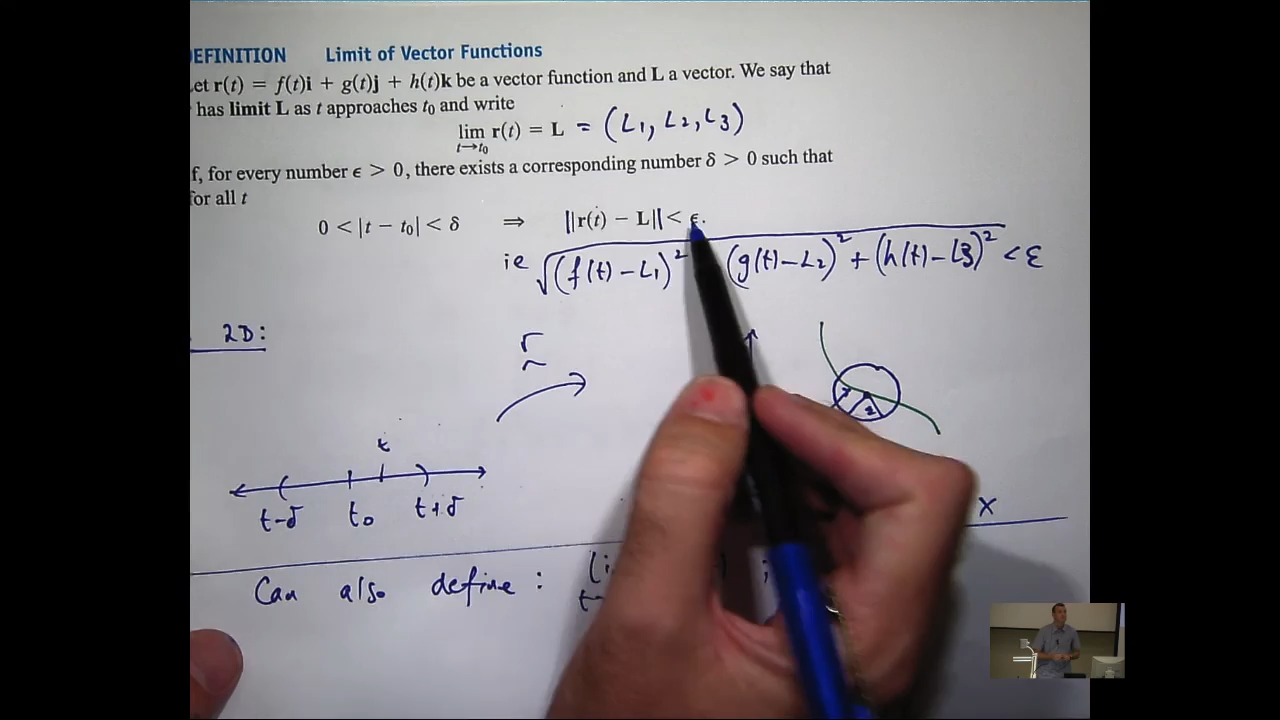 EFINITION Limit of Vector Functions
et r(t) = f(t)i + g(t)j + h(t)k be a vector function and L a vector. We say that
has limit L as t approaches t₀ and write
lim r(t) = L = (L₁, L₂, L₃)
t→t₀
f, for every number ϵ > 0, there exists a corresponding number δ > 0 such that
for all t
0 < |t − t₀| < δ ⇒ ||r(t) − L|| < ϵ.
ie √(f(t) − L₁)² (g(t) − L₂)² + (h(t) − L3)² < ε
2D:
r
~
t
t-δ t₀ t+δ
x
Can also define :